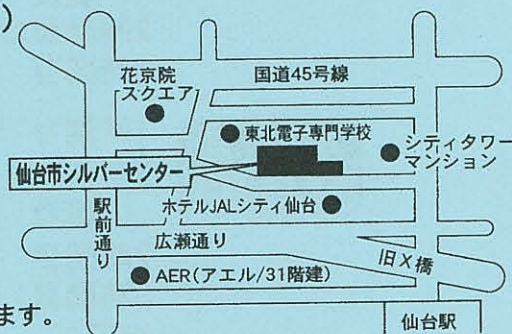 )
花京院
スクエア
国道45号線
東北電子専門学校
シティタワー
マンション
仙台市シルバーセンター
ホテルJALシティ仙台
駅前通り
広瀬通り
旧X橋
AER(アエル/31階建)
ます。
仙台駅